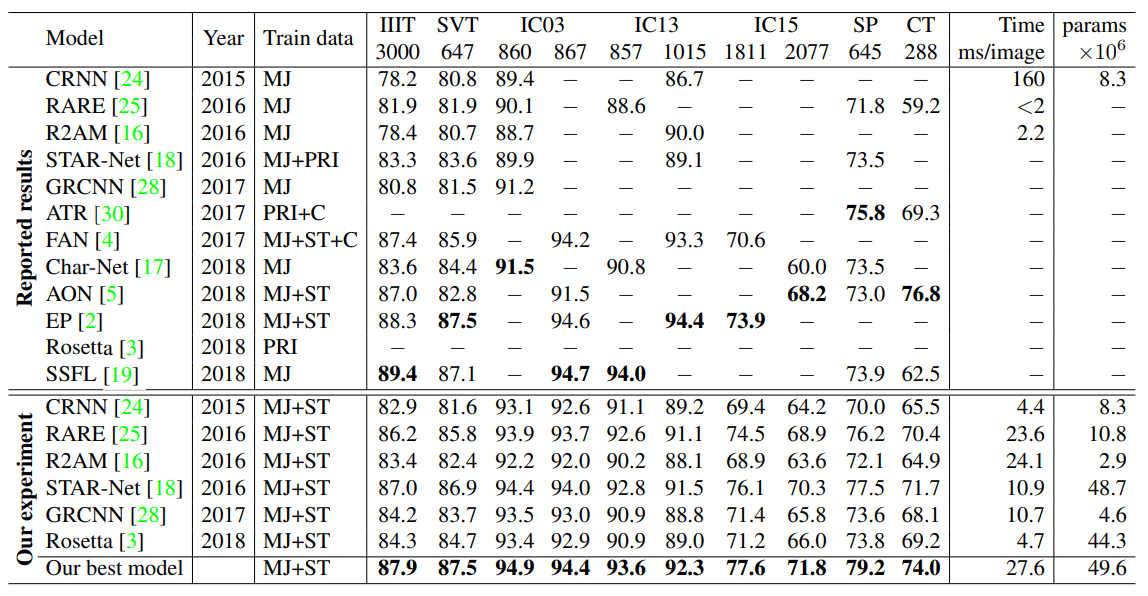 Model Year Train data IIIT SVT IC03 IC13 IC15 SP CT Time params
3000 647 860 867 857 1015 1811 2077 645 288 ms/image ×10⁶
Reported results
CRNN [24] 2015 MJ 78.2 80.8 89.4 − − 86.7 − − − − 160 8.3
RARE [25] 2016 MJ 81.9 81.9 90.1 − 88.6 − − − 71.8 59.2 <2 −
R2AM [16] 2016 MJ 78.4 80.7 88.7 − − 90.0 − − − − 2.2 −
STAR-Net [18] 2016 MJ+PRI 83.3 83.6 89.9 − − 89.1 − − 73.5 − − −
GRCNN [28] 2017 MJ 80.8 81.5 91.2 − − − − − − − − −
ATR [30] 2017 PRI+C − − − − − − − − 75.8 69.3 − −
FAN [4] 2017 MJ+ST+C 87.4 85.9 − 94.2 − 93.3 70.6 − − − − −
Char-Net [17] 2018 MJ 83.6 84.4 91.5 − 90.8 − − 60.0 73.5 − − −
AON [5] 2018 MJ+ST 87.0 82.8 − 91.5 − − − 68.2 73.0 76.8 − −
EP [2] 2018 MJ+ST 88.3 87.5 − 94.6 − 94.4 73.9 − − − − −
Rosetta [3] 2018 PRI − − − − − − − − − − − −
SSFL [19] 2018 MJ 89.4 87.1 − 94.7 94.0 − − − 73.9 62.5 − −
Our experiment
CRNN [24] 2015 MJ+ST 82.9 81.6 93.1 92.6 91.1 89.2 69.4 64.2 70.0 65.5 4.4 8.3
RARE [25] 2016 MJ+ST 86.2 85.8 93.9 93.7 92.6 91.1 74.5 68.9 76.2 70.4 23.6 10.8
R2AM [16] 2016 MJ+ST 83.4 82.4 92.2 92.0 90.2 88.1 68.9 63.6 72.1 64.9 24.1 2.9
STAR-Net [18] 2016 MJ+ST 87.0 86.9 94.4 94.0 92.8 91.5 76.1 70.3 77.5 71.7 10.9 48.7
GRCNN [28] 2017 MJ+ST 84.2 83.7 93.5 93.0 90.9 88.8 71.4 65.8 73.6 68.1 10.7 4.6
Rosetta [3] 2018 MJ+ST 84.3 84.7 93.4 92.9 90.9 89.0 71.2 66.0 73.8 69.2 4.7 44.3
Our best model MJ+ST 87.9 87.5 94.9 94.4 93.6 92.3 77.6 71.8 79.2 74.0 27.6 49.6